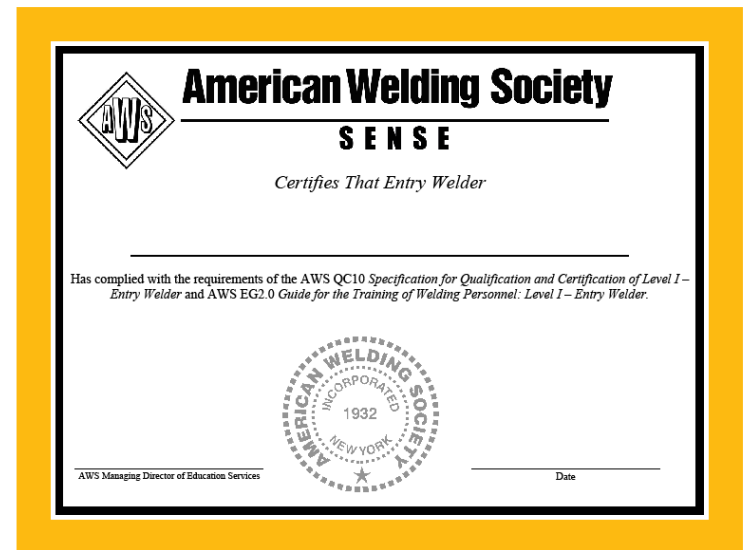 AWS
American Welding Society
SENSE
Certifies That Entry Welder
Has complied with the requirements of the AWS QC10 Specification for Qualification and Certification of Level I –
Entry Welder and AWS EG2.0 Guide for the Training of Welding Personnel: Level I – Entry Welder.
AMERICAN WELDING SOCIETY
INCORPORATED
1932
NEW YORK
AWS Managing Director of Education Services
Date